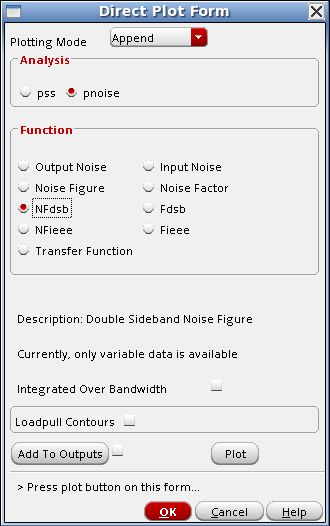 Direct Plot Form
Plotting Mode Append
Analysis
pss pnoise
Function
Output Noise Input Noise
Noise Figure Noise Factor
NFdsb Fdsb
NFieee Fieee
Transfer Function
Description: Double Sideband Noise Figure
Currently, only variable data is available
Integrated Over Bandwidth
Loadpull Contours
Add To Outputs Plot
> Press plot button on this form...
OK Cancel Help